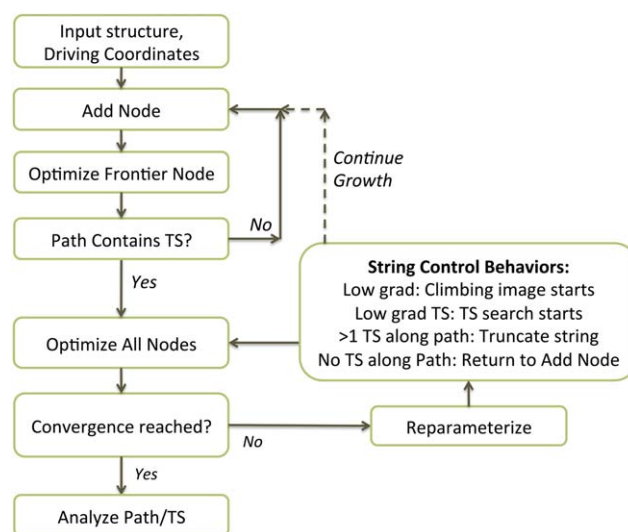 Input structure,
Driving Coordinates
Add Node
Optimize Frontier Node
Continue
Growth
No
Path Contains TS?
Yes
String Control Behaviors:
Low grad: Climbing image starts
Low grad TS: TS search starts
>1 TS along path: Truncate string
No TS along Path: Return to Add Node
Optimize All Nodes
Convergence reached?
No
Reparameterize
Yes
Analyze Path/TS